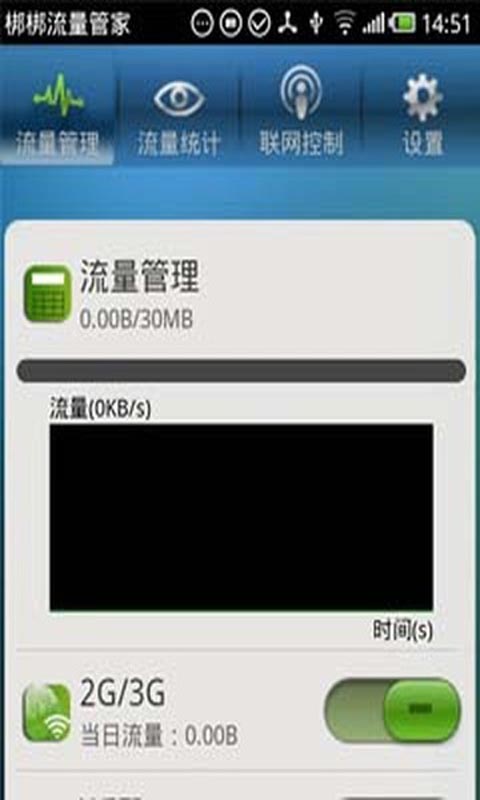 梆梆流量管家 14:51
流量管理 流量统计 联网控制 设置
流量管理
0.00B/30MB
流量(0KB/s)
时间(s)
2G/3G
当日流量：0.00B